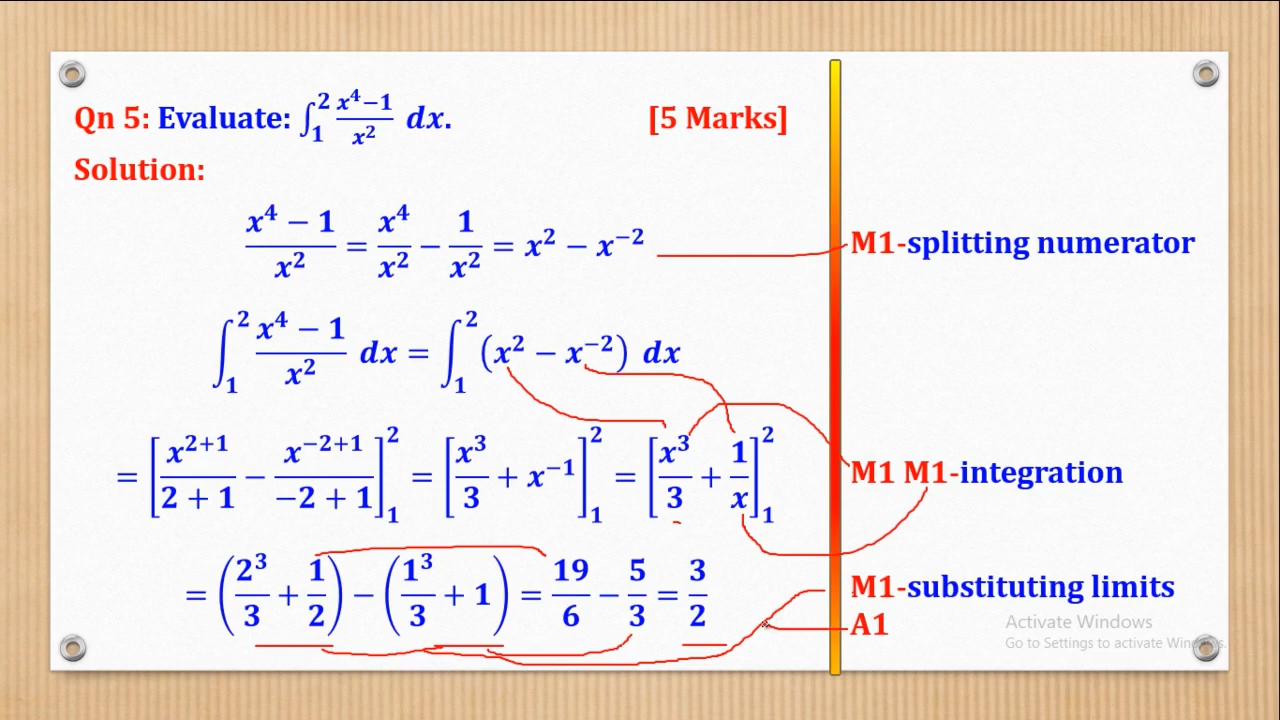 Qn 5: Evaluate: ∫₁² (x⁴−1)/x² dx. [5 Marks]
Solution:
(x⁴ − 1)/x² = x⁴/x² − 1/x² = x² − x⁻² M1-splitting numerator
∫₁² (x⁴ − 1)/x² dx = ∫₁² (x² − x⁻²) dx
= [x²⁺¹/(2 + 1) − x⁻²⁺¹/(−2 + 1)]₁² = [x³/3 + x⁻¹]₁² = [x³/3 + 1/x]₁² M1 M1-integration
= (2³/3 + 1/2) − (1³/3 + 1) = 19/6 − 5/3 = 3/2 M1-substituting limits
A1
Activate Windows
Go to Settings to activate Windows.